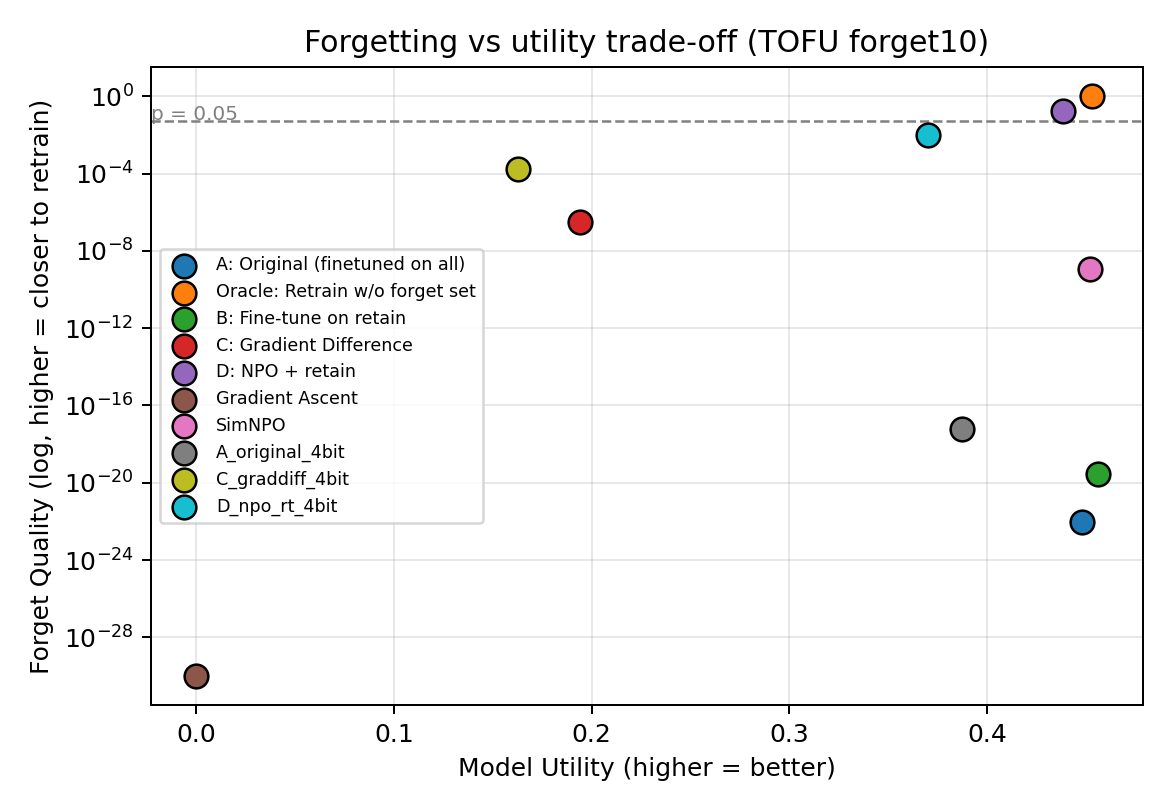 Forgetting vs utility trade-off (TOFU forget10)
Forget Quality (log, higher = closer to retrain)
10⁰
10⁻⁴
10⁻⁸
10⁻¹²
10⁻¹⁶
10⁻²⁰
10⁻²⁴
10⁻²⁸
p = 0.05
A: Original (finetuned on all)
Oracle: Retrain w/o forget set
B: Fine-tune on retain
C: Gradient Difference
D: NPO + retain
Gradient Ascent
SimNPO
A_original_4bit
C_graddiff_4bit
D_npo_rt_4bit
0.0 0.1 0.2 0.3 0.4
Model Utility (higher = better)